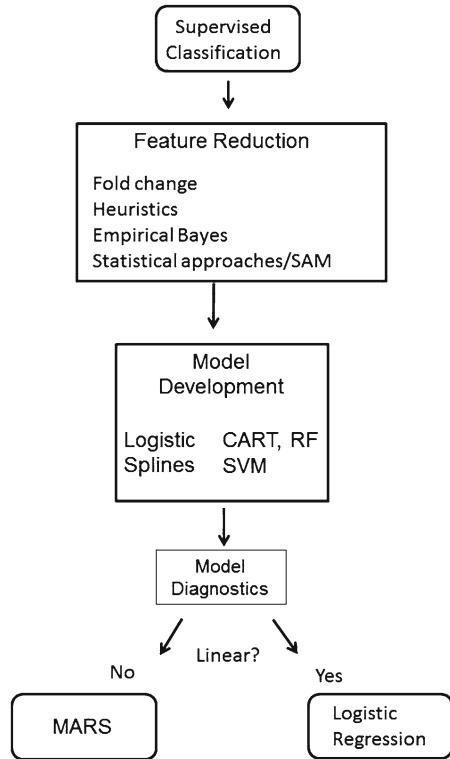 Supervised
Classification
Feature Reduction
Fold change
Heuristics
Empirical Bayes
Statistical approaches/SAM
Model
Development
Logistic CART, RF
Splines SVM
Model
Diagnostics
Linear?
No
Yes
MARS
Logistic
Regression